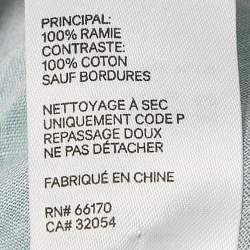 PRINCIPAL:
100% RAMIE
CONTRASTE:
100% COTON
SAUF BORDURES
NETTOYAGE À SEC
UNIQUEMENT CODE P
REPASSAGE DOUX
NE PAS DÉTACHER
FABRIQUÉ EN CHINE
RN# 66170
CA# 32054